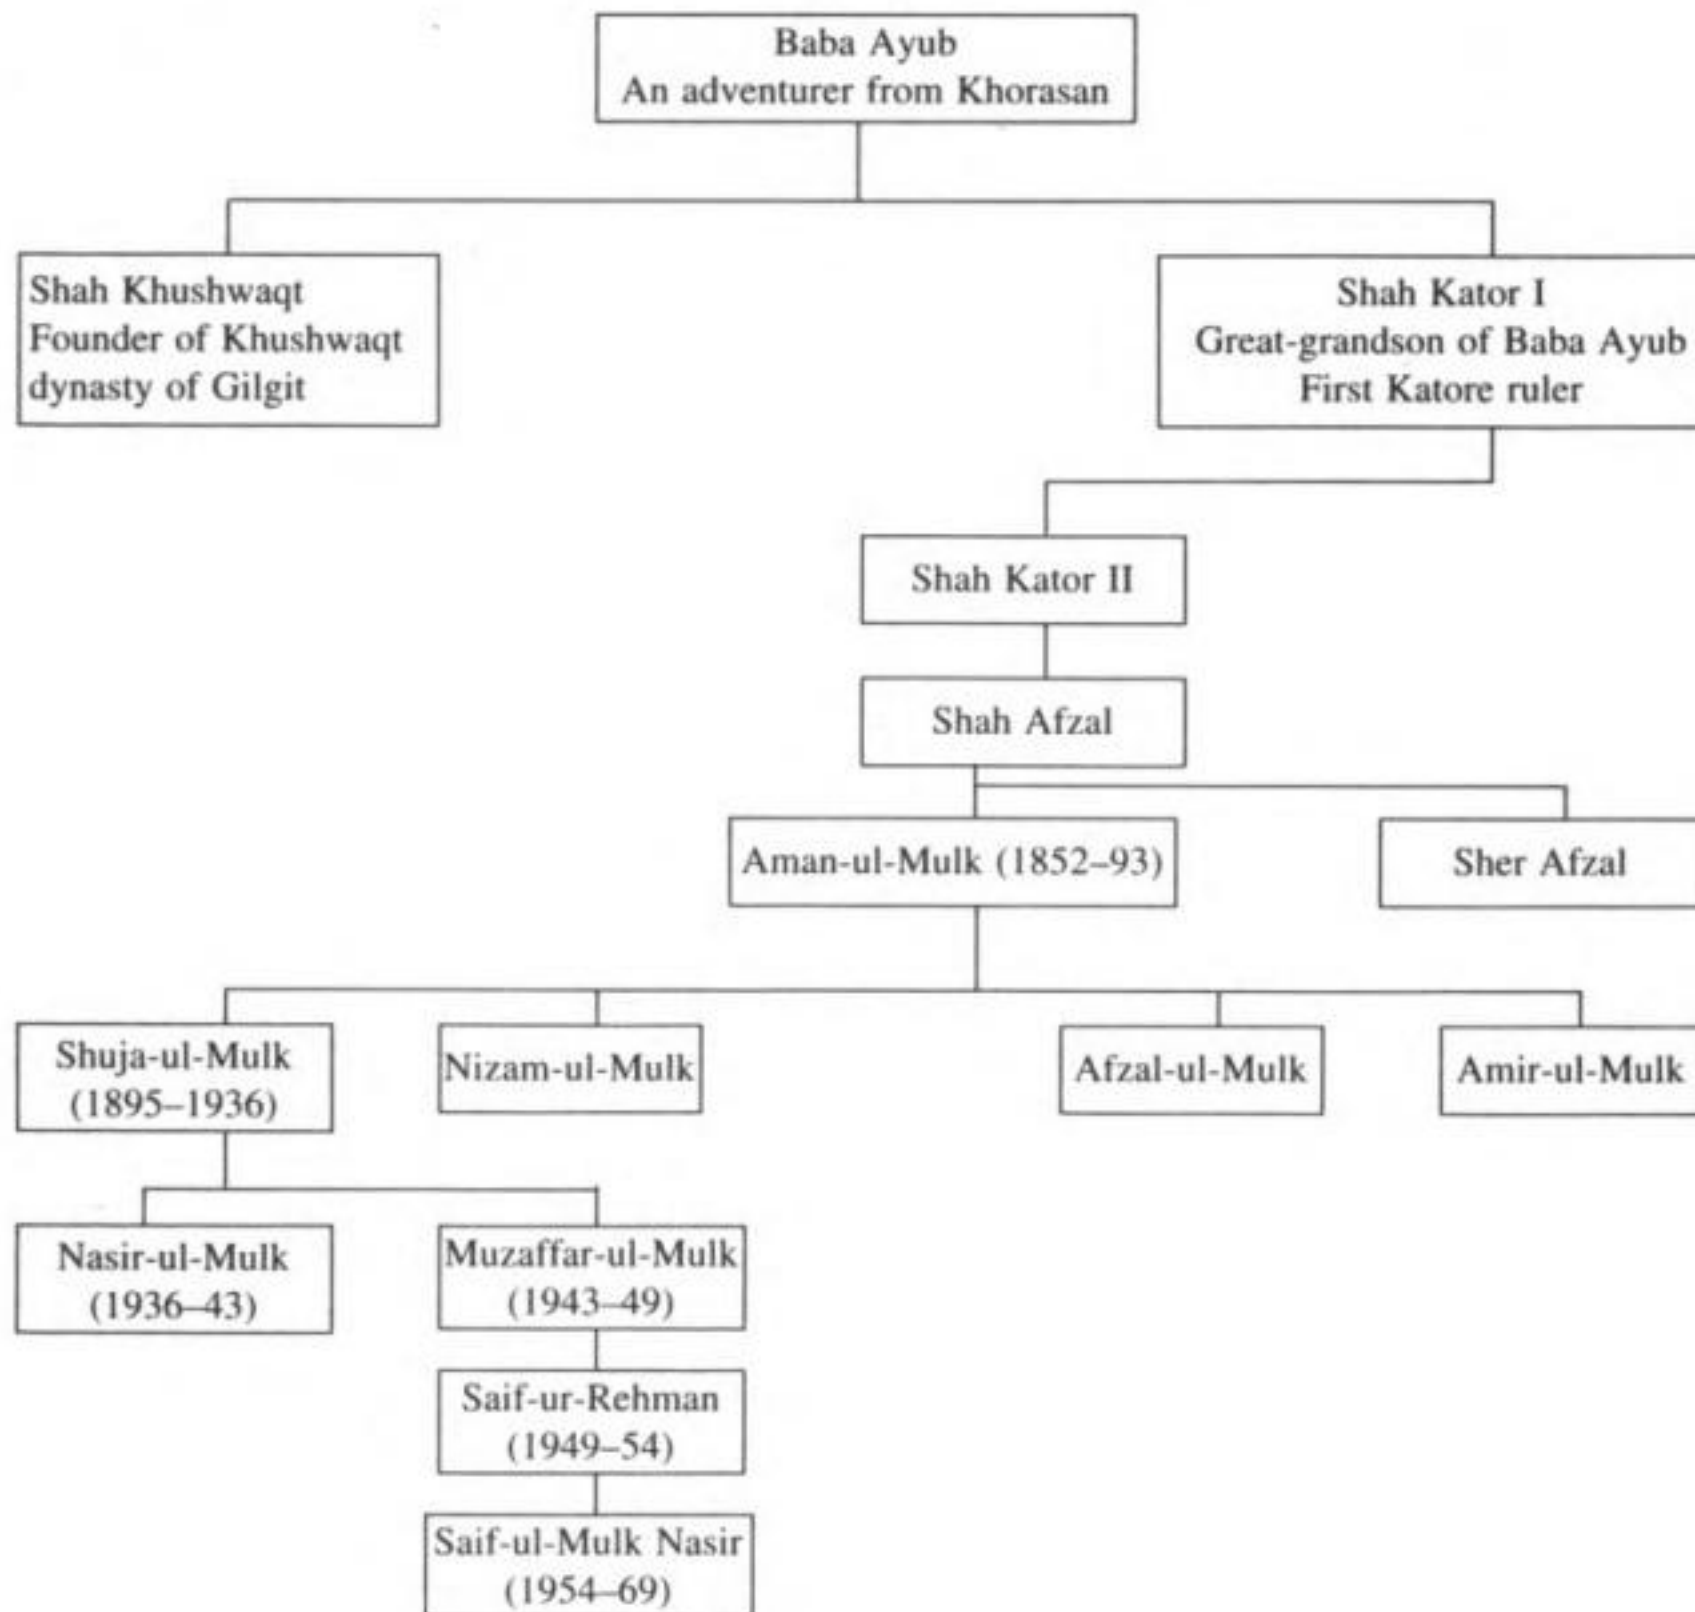 Baba Ayub
An adventurer from Khorasan
Shah Khushwaqt
Founder of Khushwaqt
dynasty of Gilgit
Shah Kator I
Great-grandson of Baba Ayub
First Katore ruler
Shah Kator II
Shah Afzal
Aman-ul-Mulk (1852–93)
Sher Afzal
Shuja-ul-Mulk
(1895–1936)
Nizam-ul-Mulk
Afzal-ul-Mulk
Amir-ul-Mulk
Nasir-ul-Mulk
(1936–43)
Muzaffar-ul-Mulk
(1943–49)
Saif-ur-Rehman
(1949–54)
Saif-ul-Mulk Nasir
(1954–69)